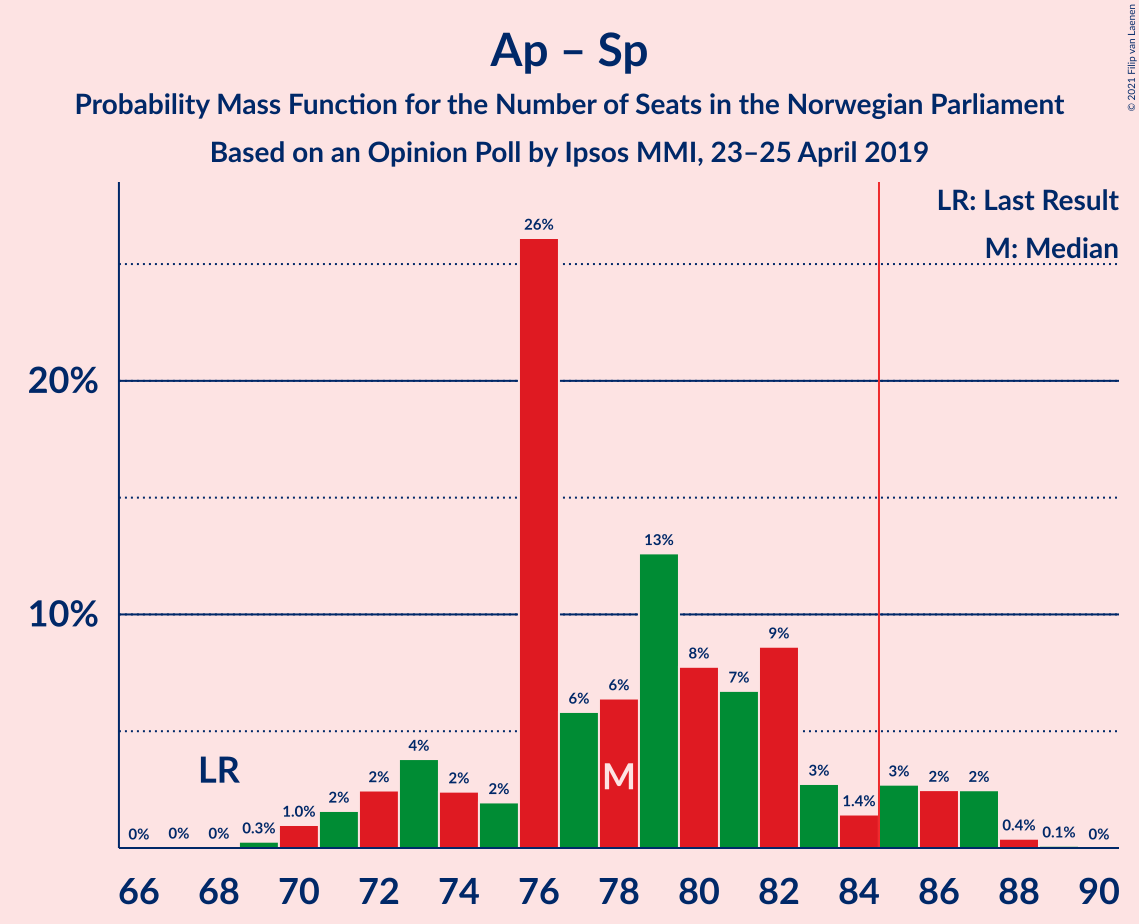 Ap – Sp
Probability Mass Function for the Number of Seats in the Norwegian Parliament
Based on an Opinion Poll by Ipsos MMI, 23–25 April 2019
© 2021 Filip van Laenen
LR: Last Result
M: Median
20%
10%
0% 0% 0% 0.3% 1.0% 2% 2% 4% 2% 2% 26% 6% 6% 13% 8% 7% 9% 3% 1.4% 3% 2% 2% 0.4% 0.1% 0%
LR
M
66 68 70 72 74 76 78 80 82 84 86 88 90